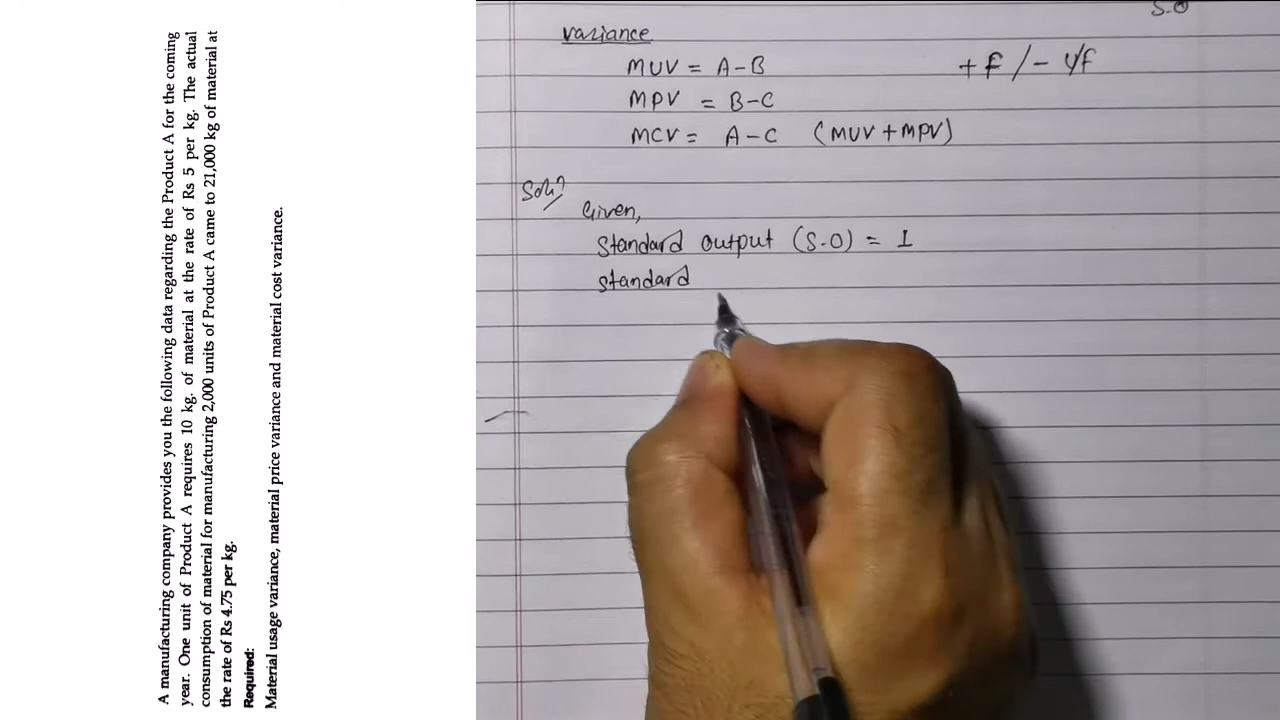 A manufacturing company provides you the following data regarding the Product A for the coming
year. One unit of Product A requires 10 kg. of material at the rate of Rs 5 per kg. The actual
consumption of material for manufacturing 2,000 units of Product A came to 21,000 kg of material at
the rate of Rs 4.75 per kg.
Required:
Material usage variance, material price variance and material cost variance.
S.O
variance
MUV = A-B +F/- y/F
MPV = B-C
MCV = A-C (MUV+MPV)
Soln
Given,
Standard output (S.O) = 1
Standard